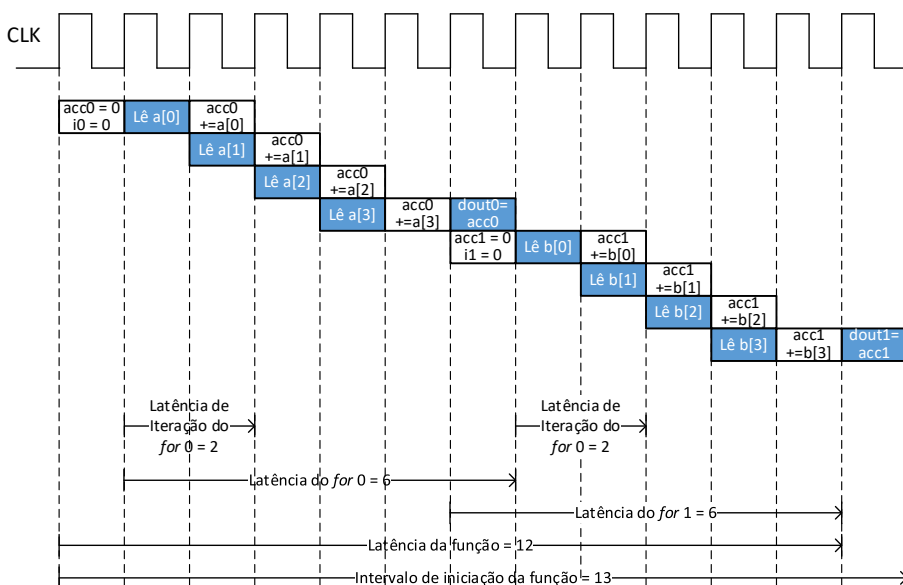 CLK
acc0 = 0
i0 = 0
Lê a[0]
acc0
+=a[0]
Lê a[1]
acc0
+=a[1]
Lê a[2]
acc0
+=a[2]
Lê a[3]
acc0
+=a[3]
dout0=
acc0
acc1 = 0
i1 = 0
Lê b[0]
acc1
+=b[0]
Lê b[1]
acc1
+=b[1]
Lê b[2]
acc1
+=b[2]
Lê b[3]
acc1
+=b[3]
dout1=
acc1
Latência de
Iteração do
for 0 = 2
Latência de
Iteração do
for 0 = 2
Latência do for 0 = 6
Latência do for 1 = 6
Latência da função = 12
Intervalo de iniciação da função = 13